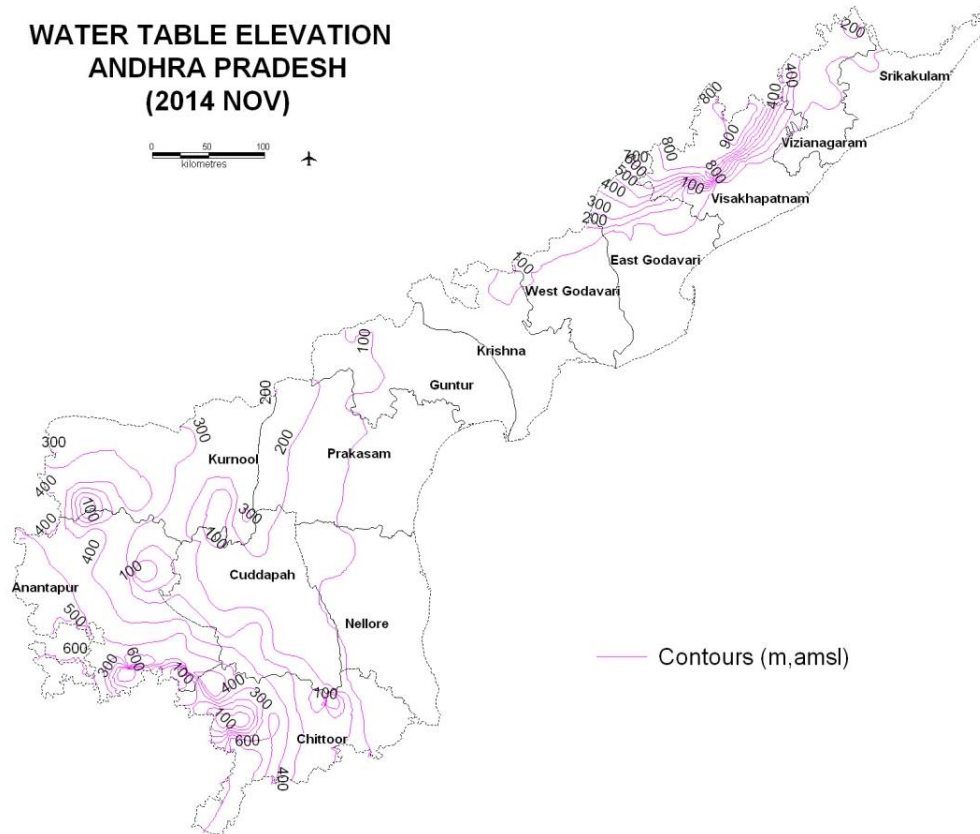 WATER TABLE ELEVATION
ANDHRA PRADESH
(2014 NOV)
0 50 100
kilometres
200
Srikakulam
400
400
800
900
Vizianagaram
800
700
600
500
800
400
100
Visakhapatnam
300
200
East Godavari
100
West Godavari
100
Krishna
Guntur
200
300
200
300
Kurnool
Prakasam
400
100
300
400
100
400
100
Cuddapah
Anantapur
Nellore
500
600
600
300
100
400
300
100
Contours (m,amsl)
100
600
Chittoor
400